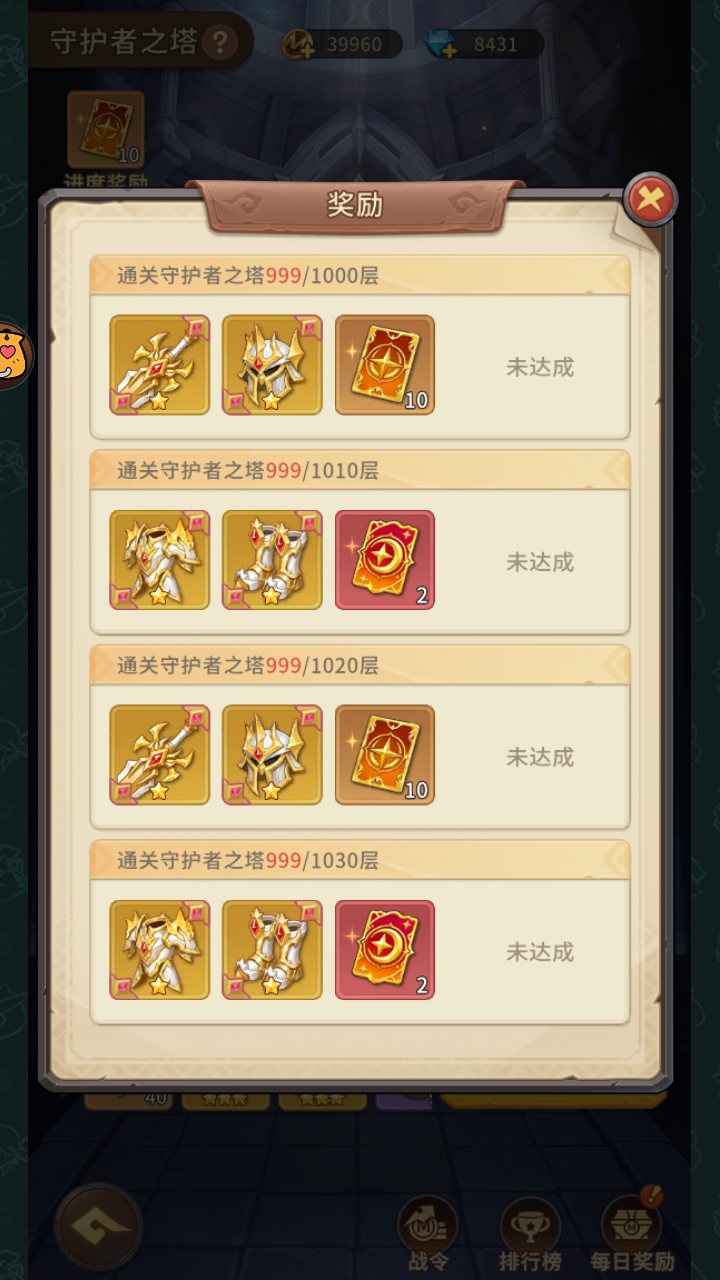 守护者之塔 ?
39960
8431
10
进度奖励
奖励
通关守护者之塔999/1000层
10
未达成
通关守护者之塔999/1010层
2
未达成
通关守护者之塔999/1020层
10
未达成
通关守护者之塔999/1030层
2
未达成
40
战令
排行榜
每日奖励